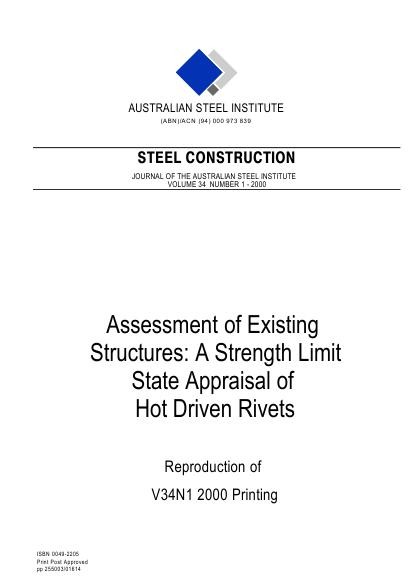 AUSTRALIAN STEEL INSTITUTE
(ABN)/ACN (94) 000 973 839
STEEL CONSTRUCTION
JOURNAL OF THE AUSTRALIAN STEEL INSTITUTE
VOLUME 34 NUMBER 1 - 2000
Assessment of Existing
Structures: A Strength Limit
State Appraisal of
Hot Driven Rivets
Reproduction of
V34N1 2000 Printing
ISBN 0049-2205
Print Post Approved
pp 255003/01614